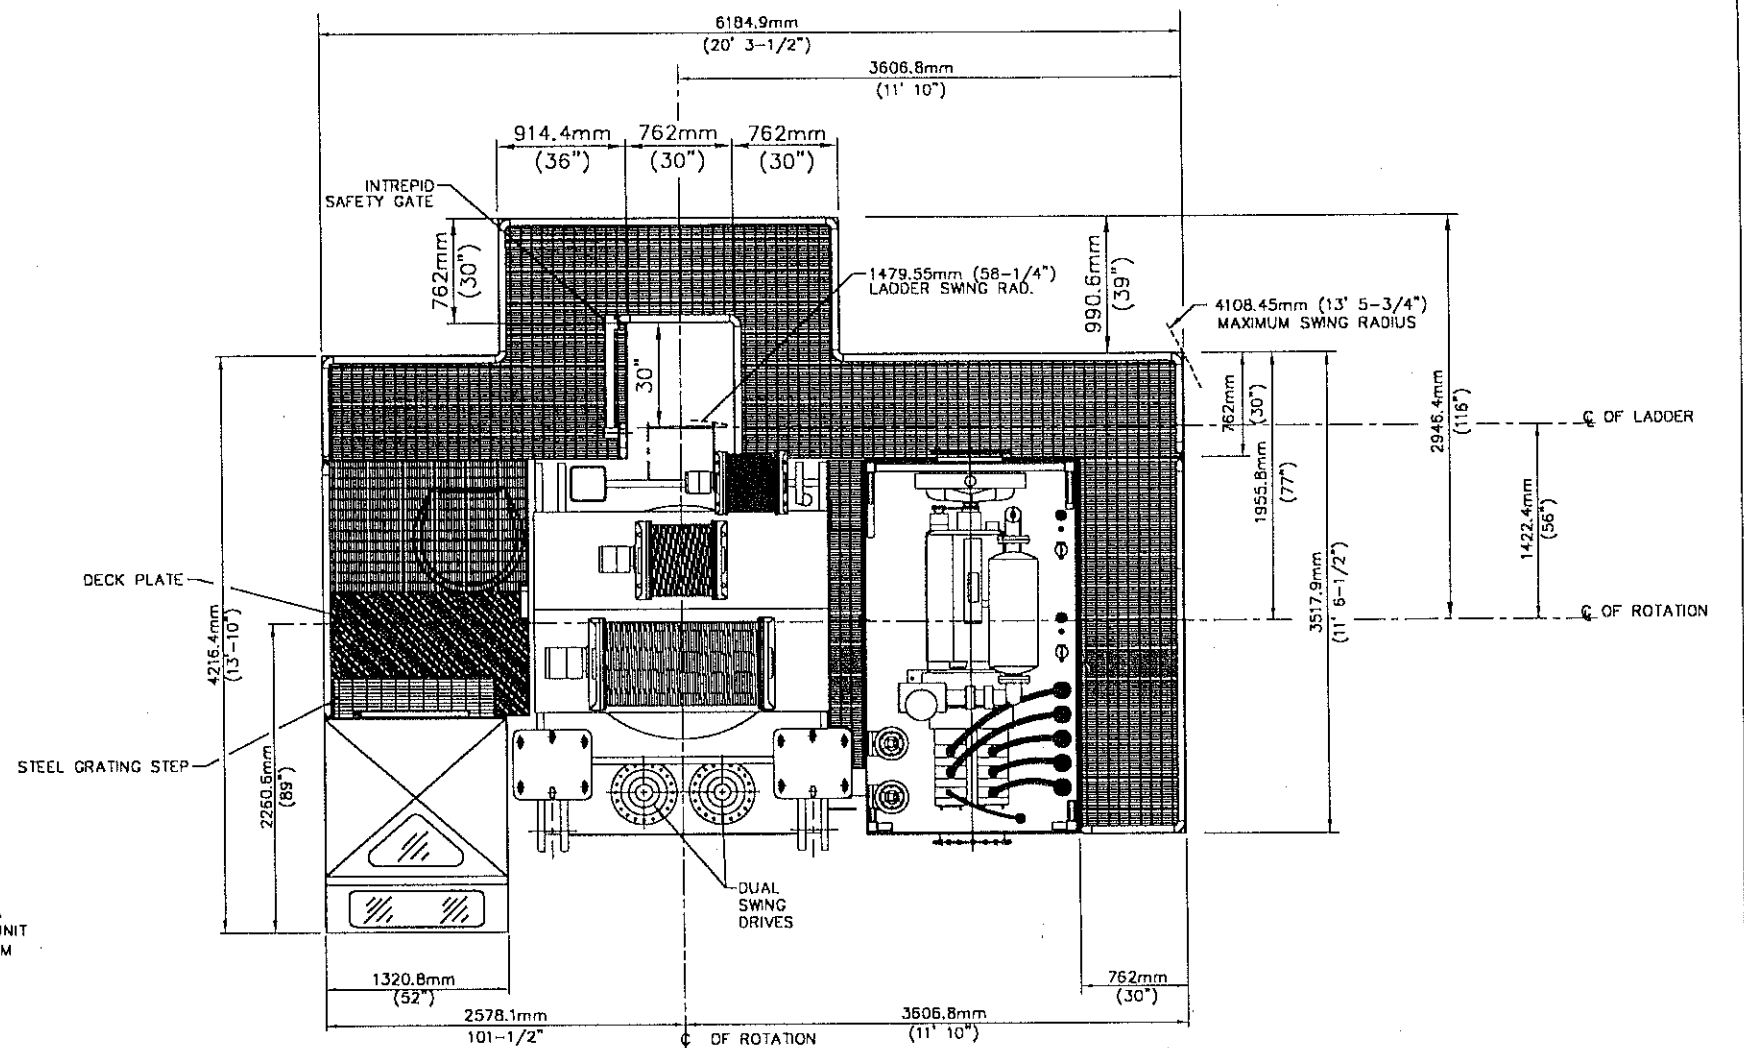 6184.9mm
(20' 3-1/2")
3606.8mm
(11' 10")
914.4mm
(36")
762mm
(30")
762mm
(30")
INTREPID
SAFETY GATE
762mm
(30")
1479.55mm (58-1/4")
LADDER SWING RAD.
990.6mm
(39")
4108.45mm (13' 5-3/4")
MAXIMUM SWING RADIUS
30"
762mm
(30")
2946.4mm
(116")
℄ OF LADDER
1955.8mm
(77")
1422.4mm
(56")
DECK PLATE
3517.9mm
(11' 6-1/2")
℄ OF ROTATION
4216.4mm
(13'-10")
STEEL GRATING STEP
2260.6mm
(89")
DUAL
SWING
DRIVES
UNIT
M
1320.8mm
(52")
762mm
(30")
2578.1mm
101-1/2"
3606.8mm
(11' 10")
℄ OF ROTATION